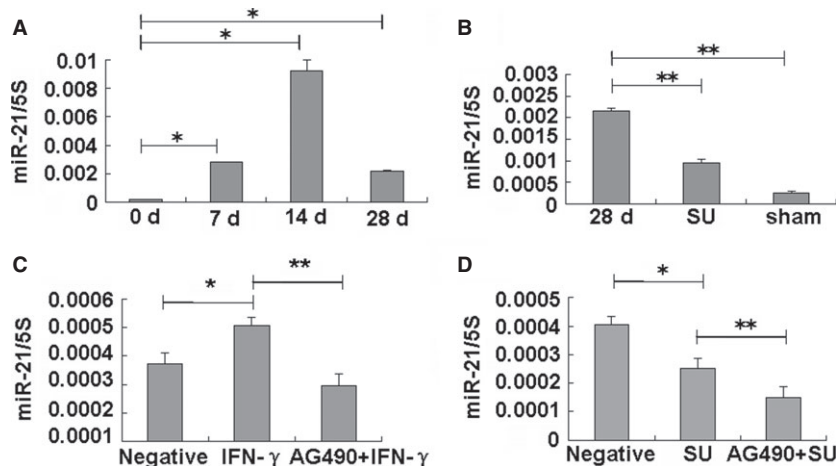 A
miR-21/5S
0.01
0.008
0.006
0.004
0.002
0
*
*
*
0 d 7 d 14 d 28 d
B
miR-21/5S
0.003
0.0025
0.002
0.0015
0.001
0.0005
0
**
**
28 d SU sham
C
miR-21/5S
0.0006
0.0005
0.0004
0.0003
0.0002
0.0001
*
**
Negative IFN-γ AG490+IFN-γ
D
miR-21/5S
0.0005
0.0004
0.0003
0.0002
0.0001
0
*
**
Negative SU AG490+SU